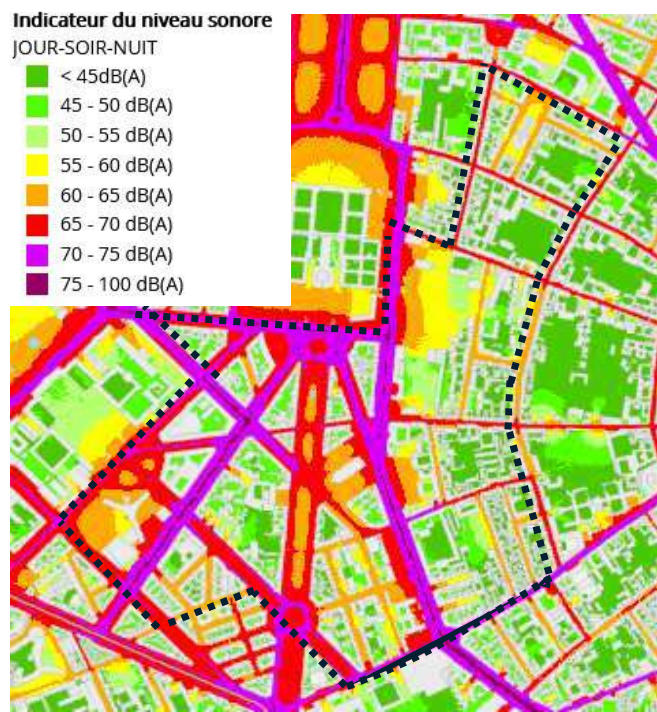 Indicateur du niveau sonore
JOUR-SOIR-NUIT
< 45dB(A)
45 - 50 dB(A)
50 - 55 dB(A)
55 - 60 dB(A)
60 - 65 dB(A)
65 - 70 dB(A)
70 - 75 dB(A)
75 - 100 dB(A)